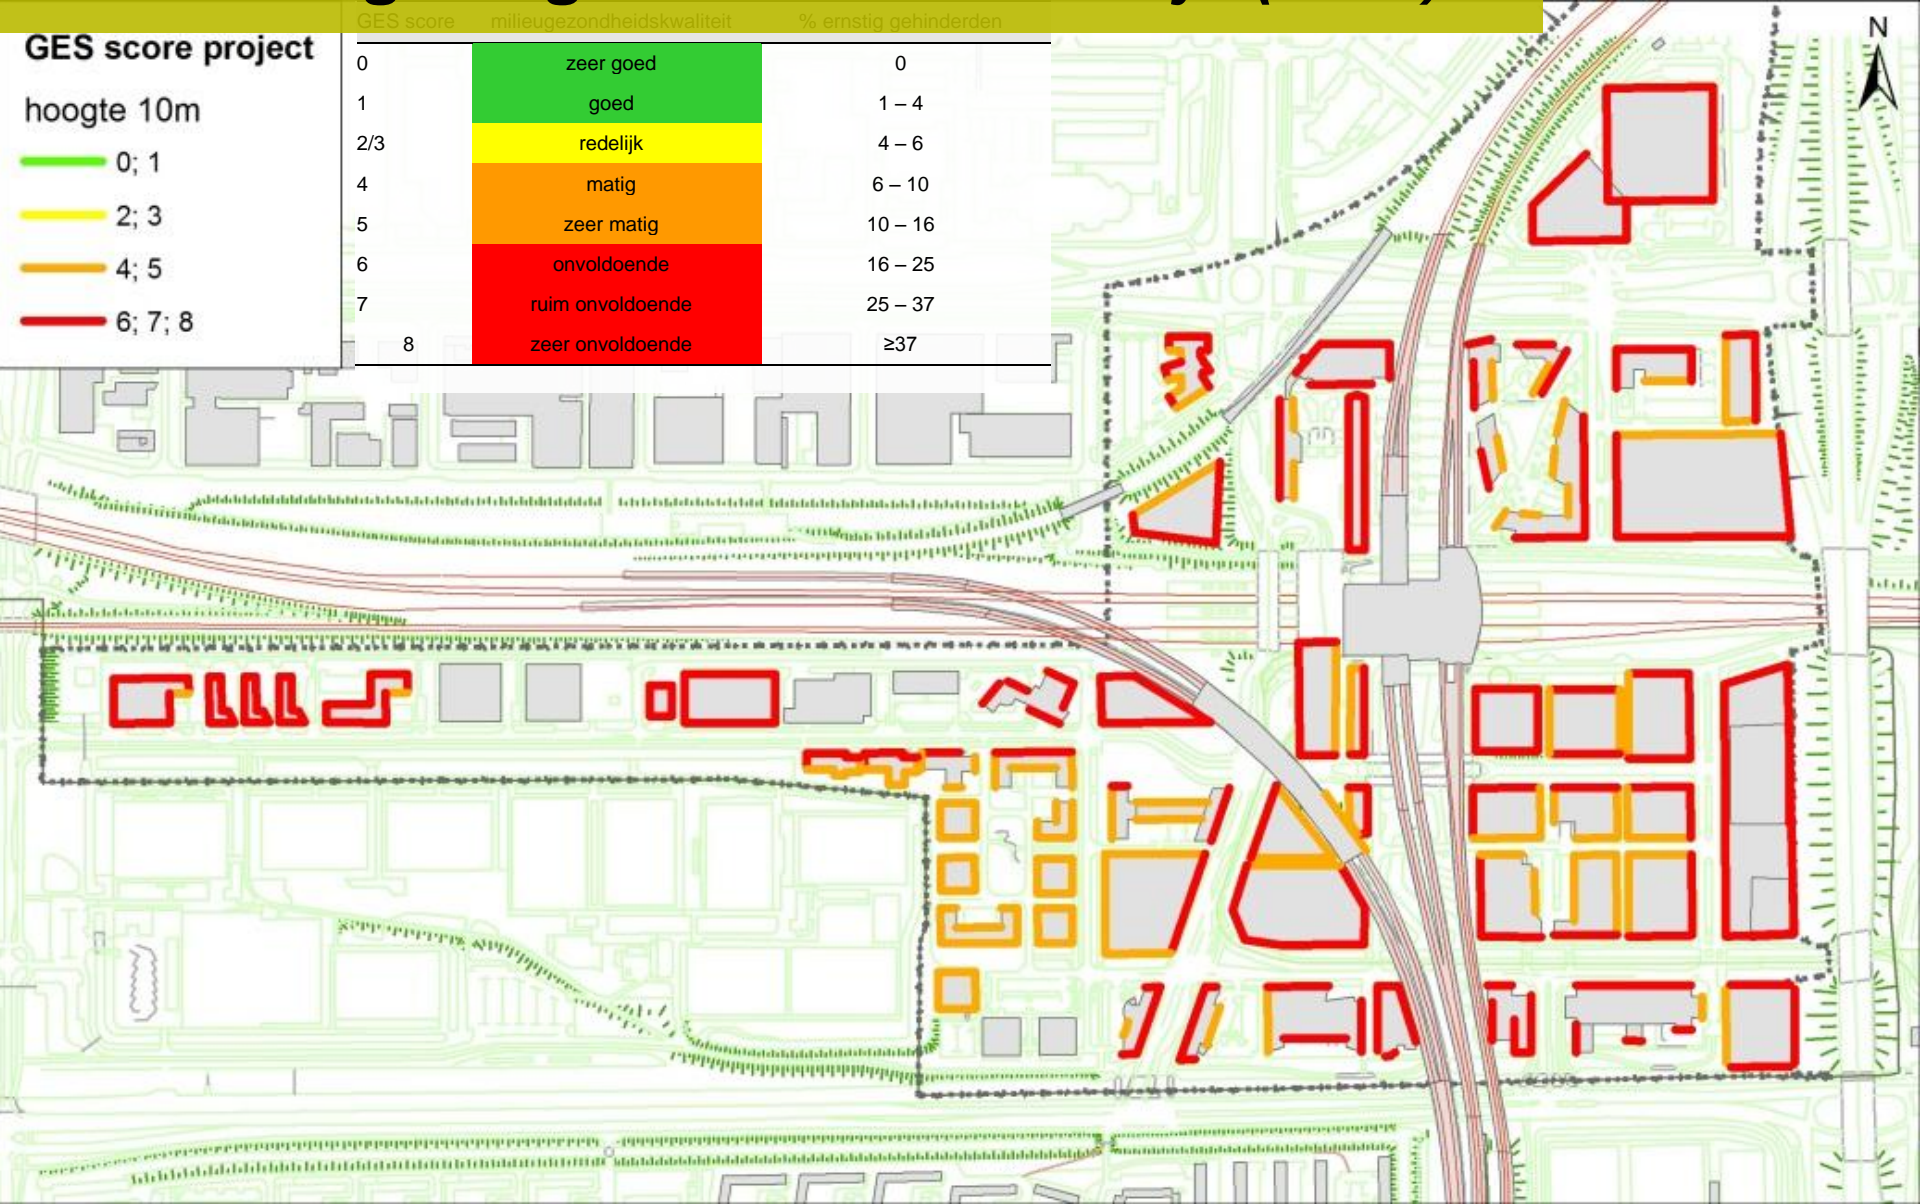 GES score milieugezondheidskwaliteit % ernstig gehinderden
GES score project
hoogte 10m
0; 1
2; 3
4; 5
6; 7; 8
0 zeer goed 0
1 goed 1 – 4
2/3 redelijk 4 – 6
4 matig 6 – 10
5 zeer matig 10 – 16
6 onvoldoende 16 – 25
7 ruim onvoldoende 25 – 37
8 zeer onvoldoende ≥37
N